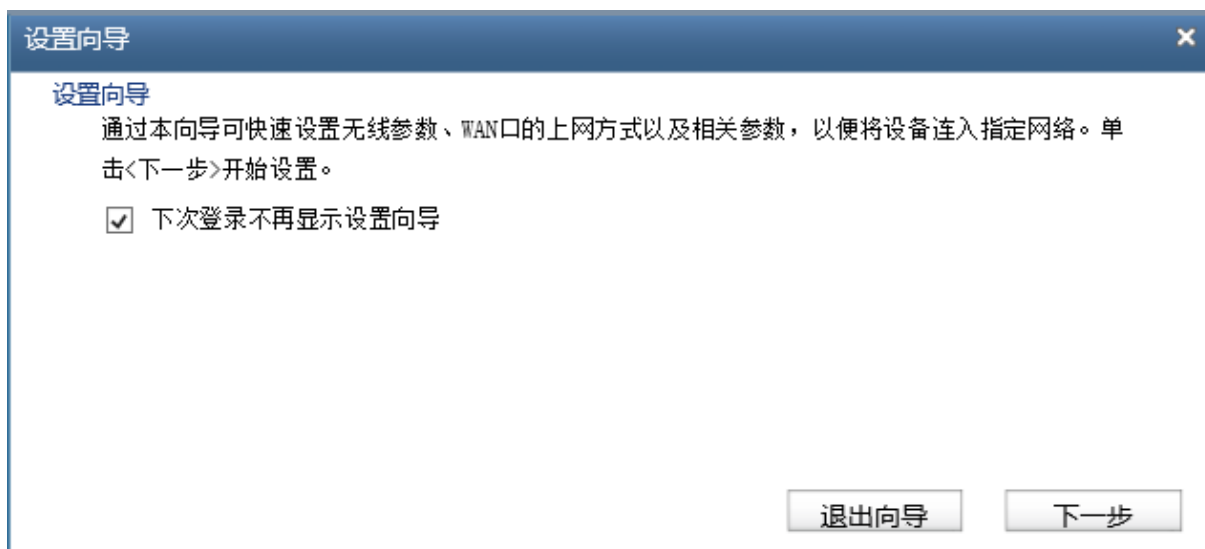 设置向导
设置向导
通过本向导可快速设置无线参数、WAN口的上网方式以及相关参数，以便将设备连入指定网络。单
击<下一步>开始设置。
下次登录不再显示设置向导
退出向导 下一步